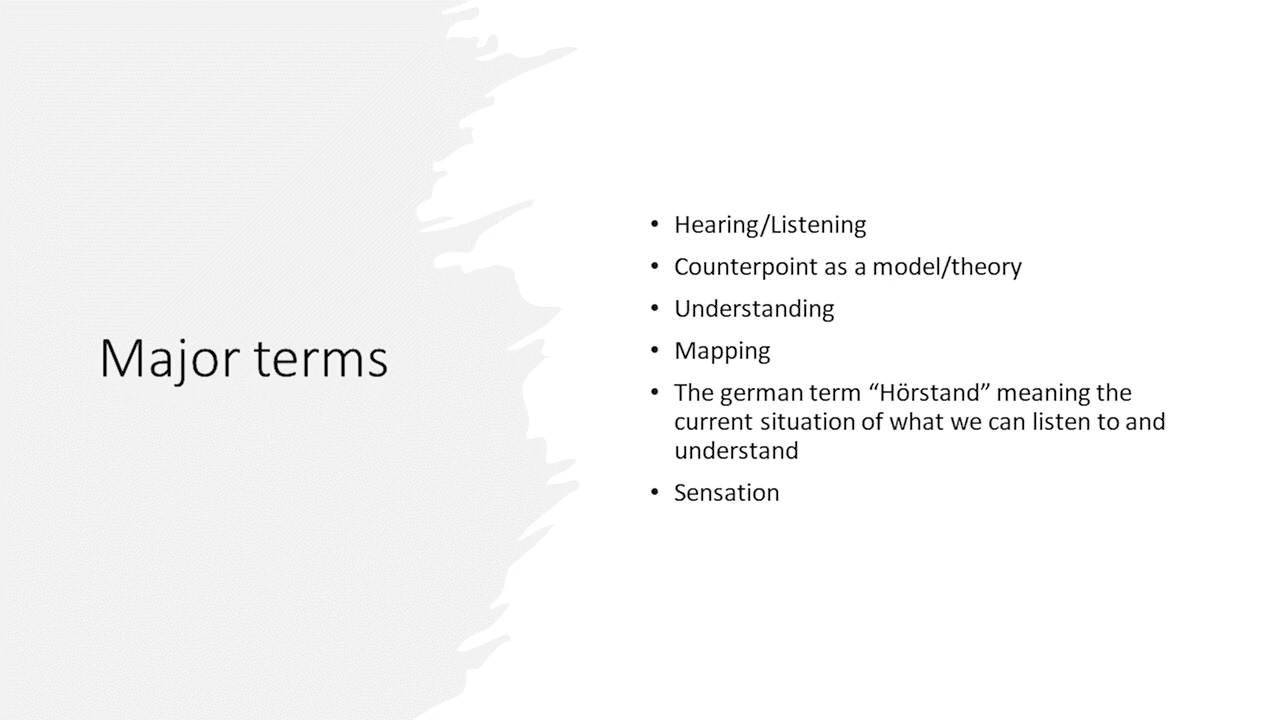 Major terms
• Hearing/Listening
• Counterpoint as a model/theory
• Understanding
• Mapping
• The german term “Hörstand” meaning the
current situation of what we can listen to and
understand
• Sensation